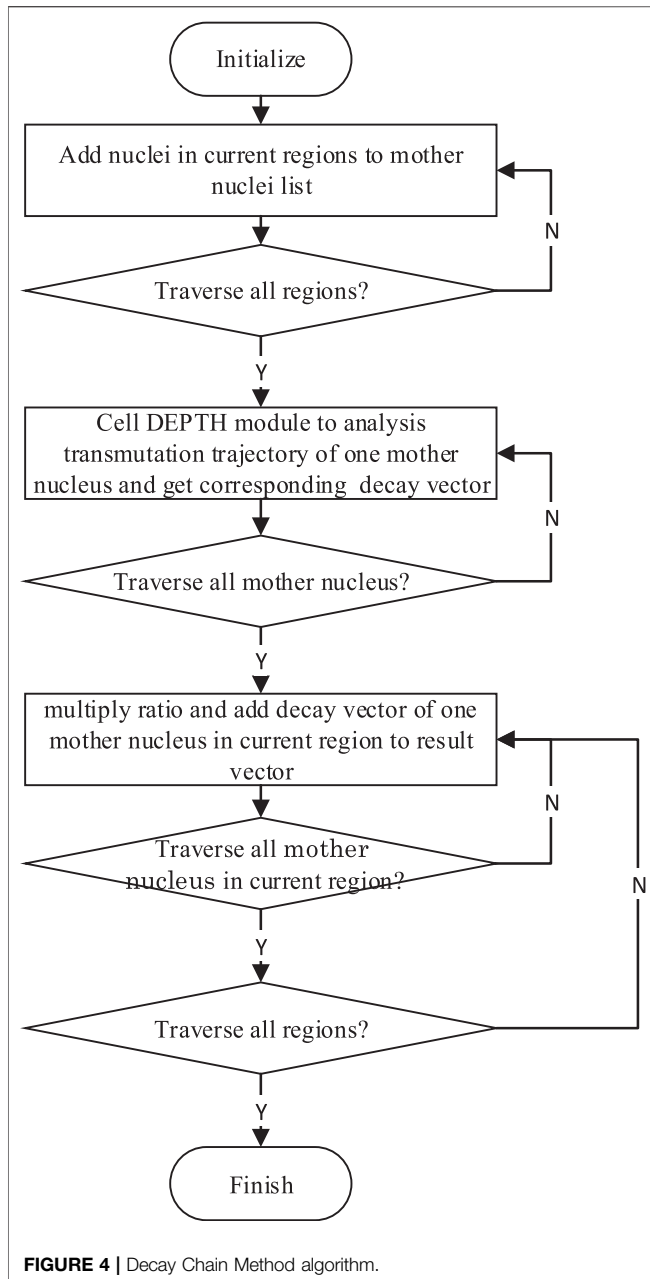 Initialize
Add nuclei in current regions to mother
nuclei list
N
Traverse all regions?
Y
Cell DEPTH module to analysis
transmutation trajectory of one mother
nucleus and get corresponding decay vector
N
Traverse all mother nucleus?
Y
multiply ratio and add decay vector of one
mother nucleus in current region to result
vector
N
Traverse all mother
nucleus in current region?
N
Y
Traverse all regions?
Y
Finish
FIGURE 4 | Decay Chain Method algorithm.